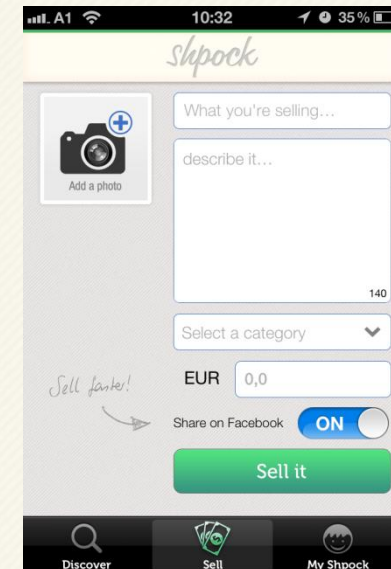 A1 10:32 35%
shpock
What you're selling...
describe it...
Add a photo
140
Select a category
EUR 0,0
Sell faster!
Share on Facebook ON
Sell it
Discover Sell My Shpock